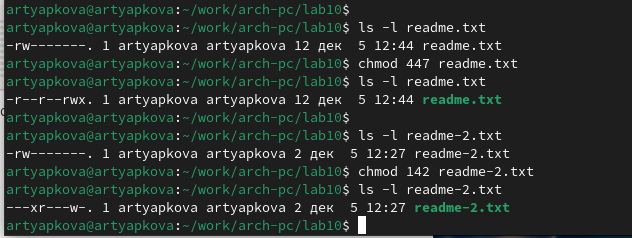 artyapkova@artyapkova:~/work/arch-pc/lab10$
artyapkova@artyapkova:~/work/arch-pc/lab10$ ls -l readme.txt
-rw-------. 1 artyapkova artyapkova 12 дек  5 12:44 readme.txt
artyapkova@artyapkova:~/work/arch-pc/lab10$ chmod 447 readme.txt
artyapkova@artyapkova:~/work/arch-pc/lab10$ ls -l readme.txt
-r--r--rwx. 1 artyapkova artyapkova 12 дек  5 12:44 readme.txt
artyapkova@artyapkova:~/work/arch-pc/lab10$
artyapkova@artyapkova:~/work/arch-pc/lab10$ ls -l readme-2.txt
-rw-------. 1 artyapkova artyapkova 2 дек  5 12:27 readme-2.txt
artyapkova@artyapkova:~/work/arch-pc/lab10$ chmod 142 readme-2.txt
artyapkova@artyapkova:~/work/arch-pc/lab10$ ls -l readme-2.txt
---xr---w-. 1 artyapkova artyapkova 2 дек  5 12:27 readme-2.txt
artyapkova@artyapkova:~/work/arch-pc/lab10$